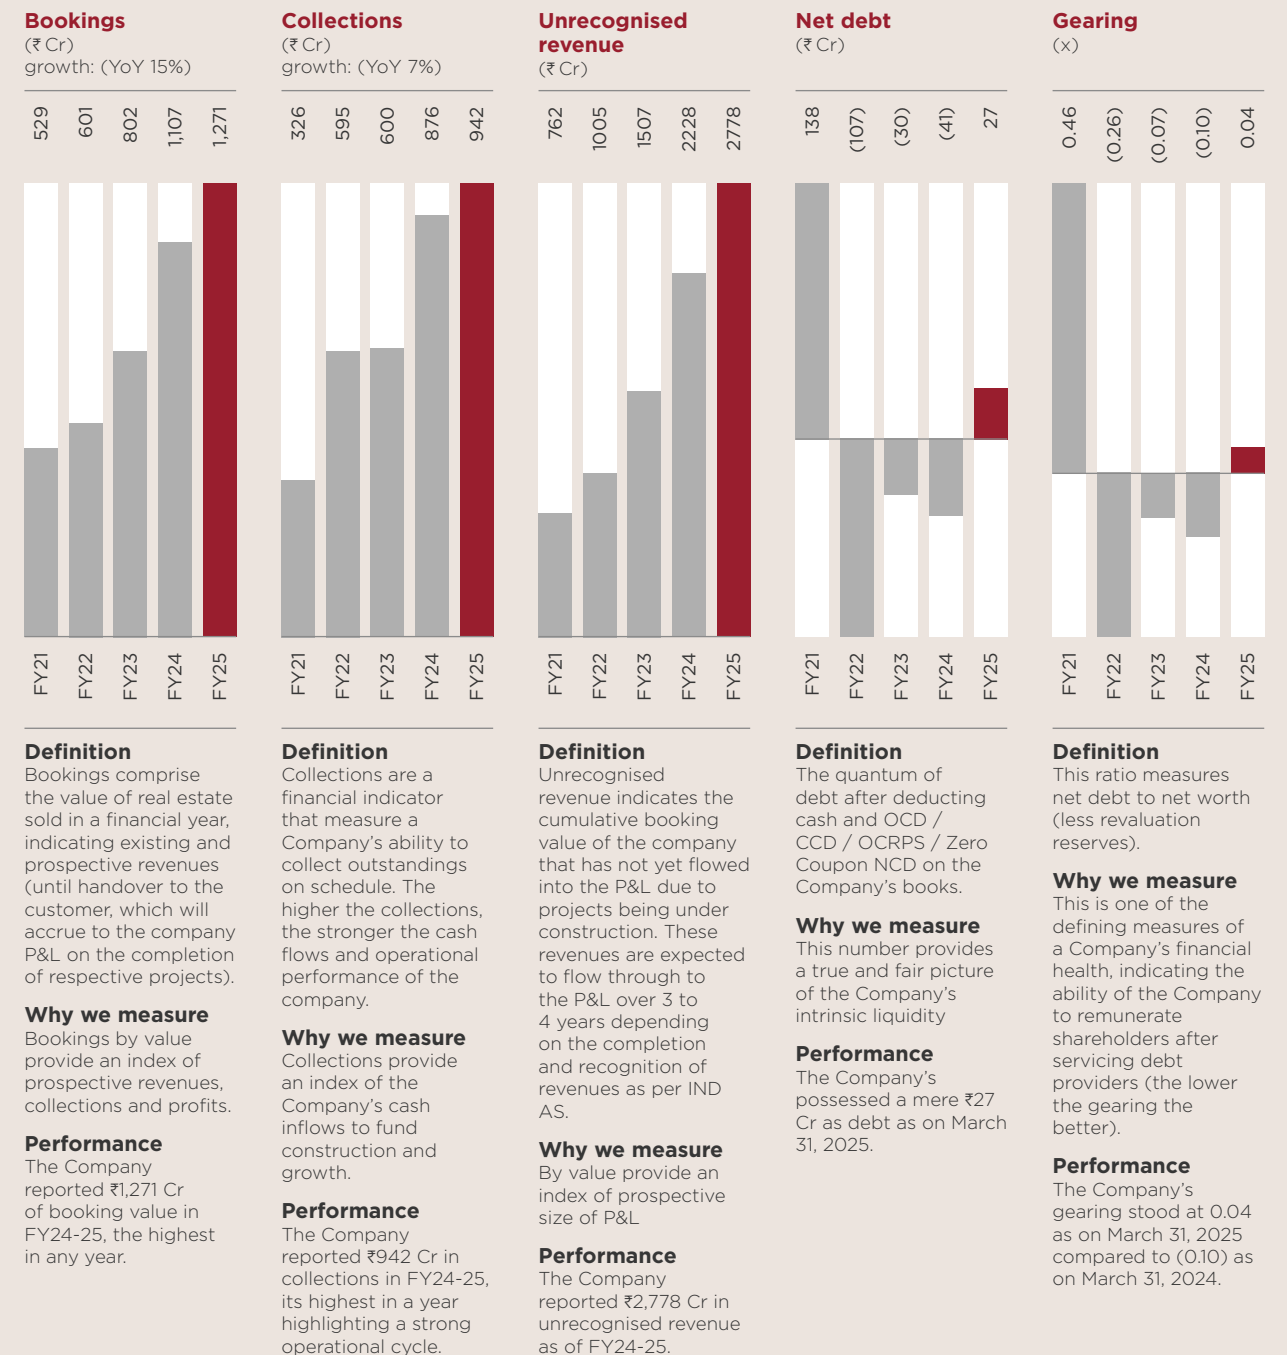 Bookings
(₹ Cr)
growth: (YoY 15%)
529
601
802
1,107
1,271
FY21
FY22
FY23
FY24
FY25
Definition
Bookings comprise
the value of real estate
sold in a financial year,
indicating existing and
prospective revenues
(until handover to the
customer, which will
accrue to the company
P&L on the completion
of respective projects).
Why we measure
Bookings by value
provide an index of
prospective revenues,
collections and profits.
Performance
The Company
reported ₹1,271 Cr
of booking value in
FY24-25, the highest
in any year.
Collections
(₹ Cr)
growth: (YoY 7%)
326
595
600
876
942
FY21
FY22
FY23
FY24
FY25
Definition
Collections are a
financial indicator
that measure a
Company's ability to
collect outstandings
on schedule. The
higher the collections,
the stronger the cash
flows and operational
performance of the
company.
Why we measure
Collections provide
an index of the
Company's cash
inflows to fund
construction and
growth.
Performance
The Company
reported ₹942 Cr in
collections in FY24-25,
its highest in a year
highlighting a strong
operational cycle.
Unrecognised
revenue
(₹ Cr)
762
1005
1507
2228
2778
FY21
FY22
FY23
FY24
FY25
Definition
Unrecognised
revenue indicates the
cumulative booking
value of the company
that has not yet flowed
into the P&L due to
projects being under
construction. These
revenues are expected
to flow through to
the P&L over 3 to
4 years depending
on the completion
and recognition of
revenues as per IND
AS.
Why we measure
By value provide an
index of prospective
size of P&L
Performance
The Company
reported ₹2,778 Cr in
unrecognised revenue
as of FY24-25.
Net debt
(₹ Cr)
138
(107)
(30)
(41)
27
FY21
FY22
FY23
FY24
FY25
Definition
The quantum of
debt after deducting
cash and OCD /
CCD / OCRPS / Zero
Coupon NCD on the
Company's books.
Why we measure
This number provides
a true and fair picture
of the Company's
intrinsic liquidity
Performance
The Company's
possessed a mere ₹27
Cr as debt as on March
31, 2025.
Gearing
(x)
0.46
(0.26)
(0.07)
(0.10)
0.04
FY21
FY22
FY23
FY24
FY25
Definition
This ratio measures
net debt to net worth
(less revaluation
reserves).
Why we measure
This is one of the
defining measures of
a Company's financial
health, indicating the
ability of the Company
to remunerate
shareholders after
servicing debt
providers (the lower
the gearing the
better).
Performance
The Company's
gearing stood at 0.04
as on March 31, 2025
compared to (0.10) as
on March 31, 2024.